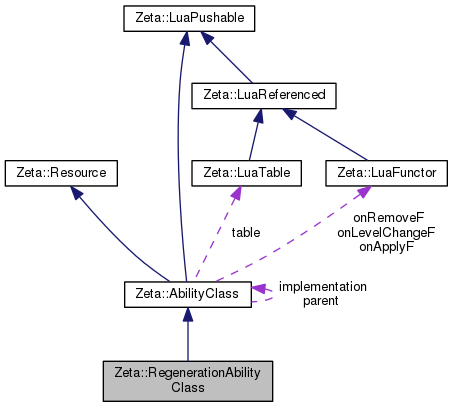 Zeta::LuaPushable
Zeta::LuaReferenced
Zeta::Resource
Zeta::LuaTable
Zeta::LuaFunctor
table
onRemoveF
onLevelChangeF
onApplyF
Zeta::AbilityClass
implementation
parent
Zeta::RegenerationAbility
Class